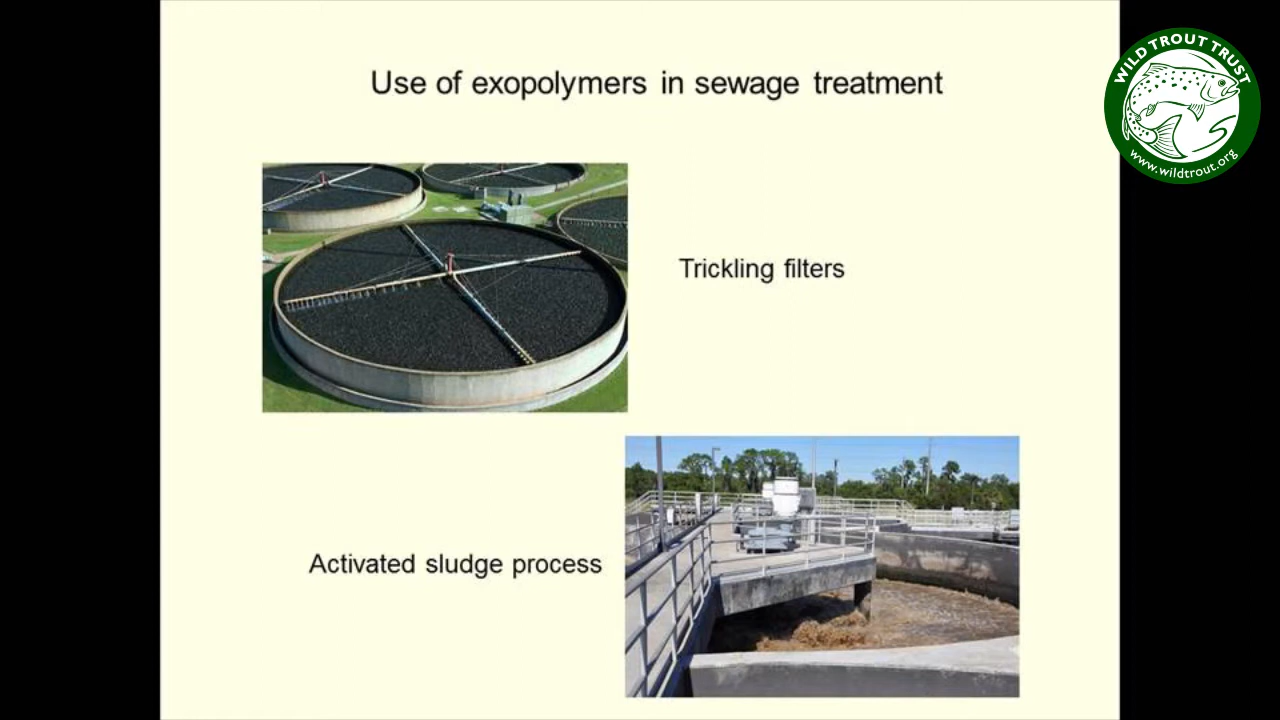 Use of exopolymers in sewage treatment
WILD TROUT TRUST
www.wildtrout.org
Trickling filters
Activated sludge process